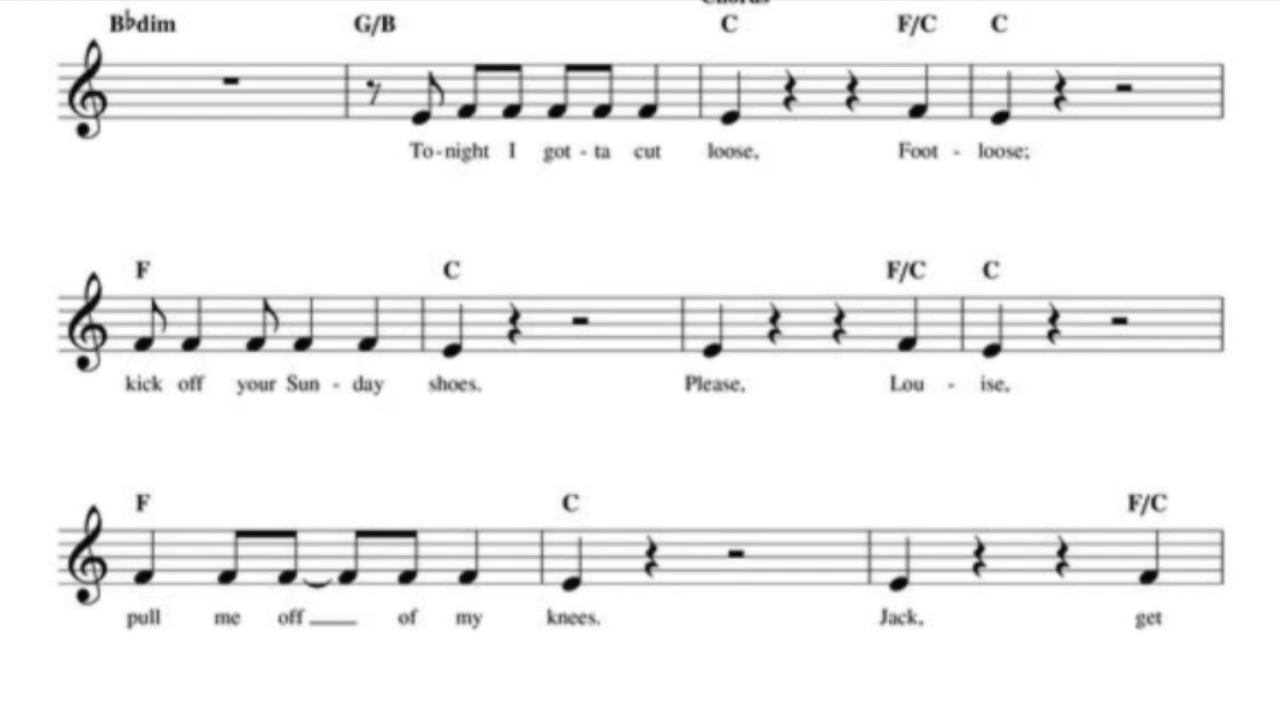 Chorus
B♭dim G/B C F/C C
To - night I got - ta cut loose, Foot - loose;
F C F/C C
kick off your Sun - day shoes. Please, Lou - ise,
F C F/C
pull me off of my knees. Jack, get